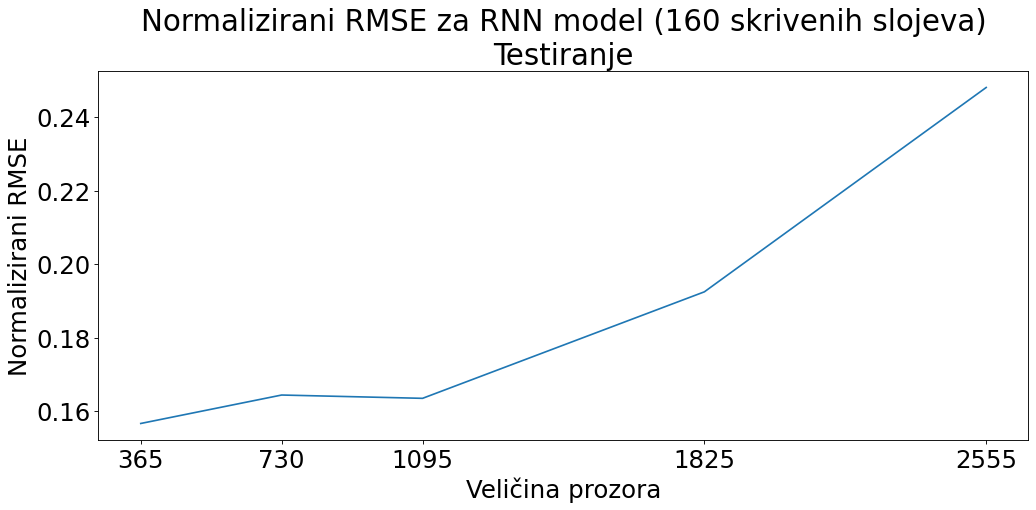 Normalizirani RMSE za RNN model (160 skrivenih slojeva)
Testiranje
Normalizirani RMSE
0.24
0.22
0.20
0.18
0.16
365 730 1095 1825 2555
Veličina prozora